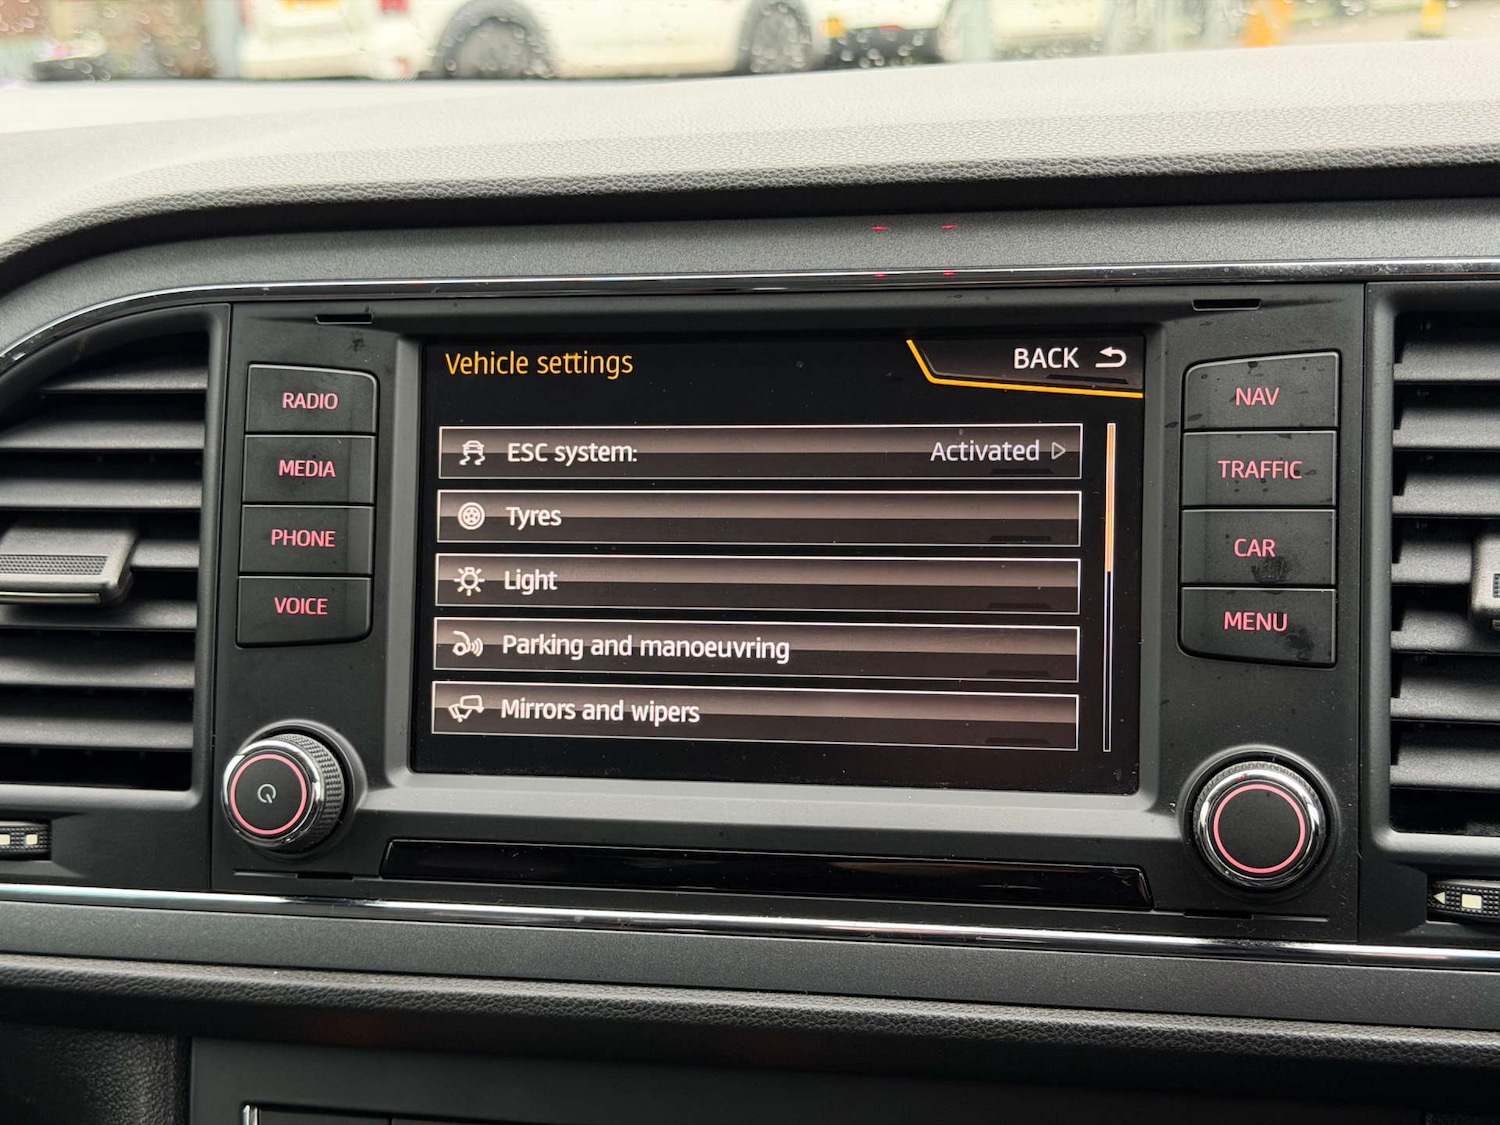 Vehicle settings
BACK
ESC system: Activated
Tyres
Light
Parking and manoeuvring
Mirrors and wipers
RADIO
MEDIA
PHONE
VOICE
NAV
TRAFFIC
CAR
MENU